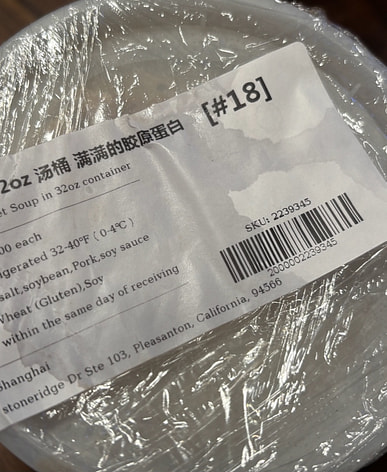 2oz 汤桶 满满的胶原蛋白 [#18]
et Soup in 32oz container
00 each
igerated 32-40°F ( 0-4℃ )
salt,soybean,Pork,soy sauce
Wheat (Gluten),Soy
within the same day of receiving
SKU: 2239345
2000002239345
Shanghai
stoneridge Dr Ste 103, Pleasanton, California, 94566